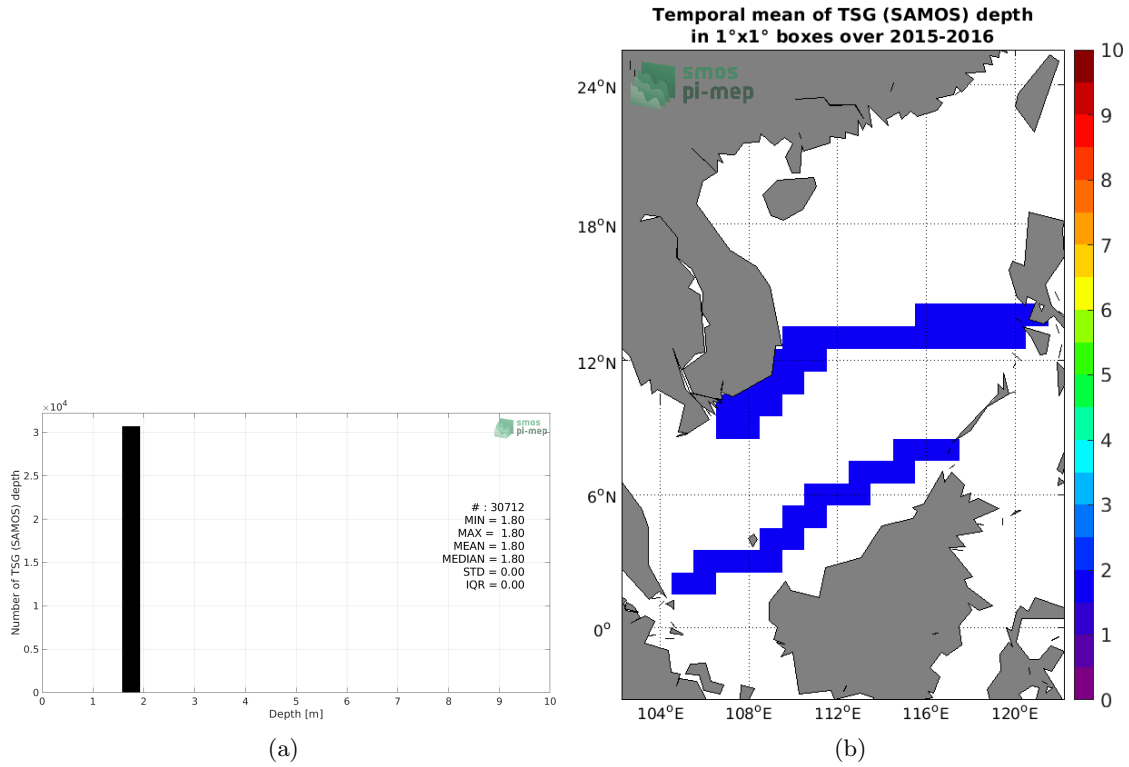 Temporal mean of TSG (SAMOS) depth
in 1°x1° boxes over 2015-2016
smos
pi-mep
24°N
18°N
12°N
6°N
0°
104°E
108°E
112°E
116°E
120°E
10
9
8
7
6
5
4
3
2
1
0
×10⁴
3
2.5
2
1.5
1
0.5
0
Number of TSG (SAMOS) depth
smos
pi-mep
# : 30712
MIN = 1.80
MAX = 1.80
MEAN = 1.80
MEDIAN = 1.80
STD = 0.00
IQR = 0.00
0 1 2 3 4 5 6 7 8 9 10
Depth [m]
(a)
(b)